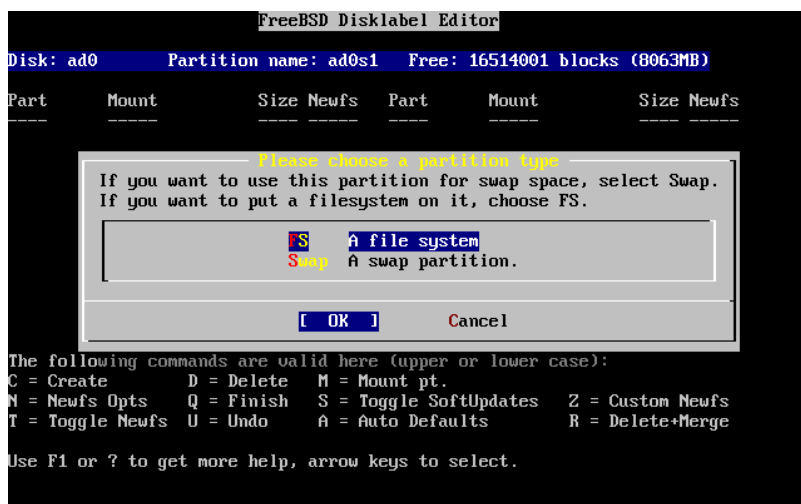 FreeBSD Disklabel Editor
Disk: ad0 Partition name: ad0s1 Free: 16514001 blocks (8063MB)
Part Mount Size Newfs Part Mount Size Newfs
---- ----- ---- ----- ---- ----- ---- -----
Please choose a partition type
If you want to use this partition for swap space, select Swap.
If you want to put a filesystem on it, choose FS.
FS A file system
Swap A swap partition.
[ OK ] Cancel
The following commands are valid here (upper or lower case):
C = Create D = Delete M = Mount pt.
N = Newfs Opts Q = Finish S = Toggle SoftUpdates Z = Custom Newfs
T = Toggle Newfs U = Undo A = Auto Defaults R = Delete+Merge
Use F1 or ? to get more help, arrow keys to select.